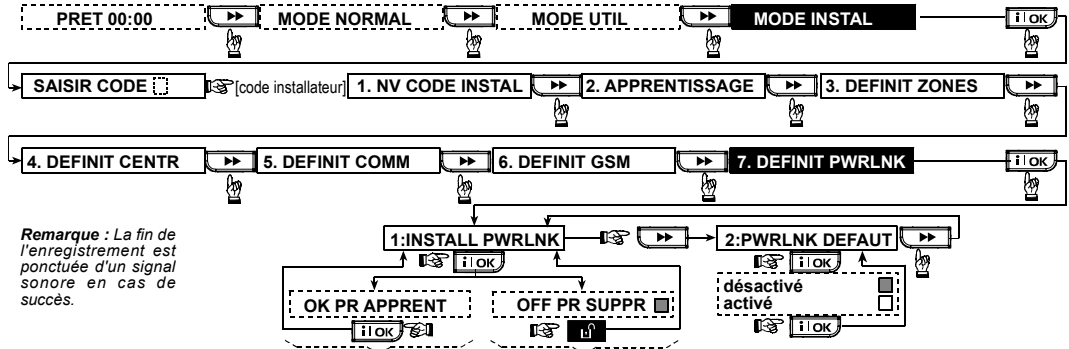 PRET 00:00
MODE NORMAL
MODE UTIL
MODE INSTAL
i OK
SAISIR CODE
[code installateur]
1. NV CODE INSTAL
2. APPRENTISSAGE
3. DEFINIT ZONES
4. DEFINIT CENTR
5. DEFINIT COMM
6. DEFINIT GSM
7. DEFINIT PWRLNK
i OK
Remarque : La fin de
l'enregistrement est
ponctuée d'un signal
sonore en cas de
succès.
1:INSTALL PWRLNK
2:PWRLNK DEFAUT
i OK
i OK
OK PR APPRENT
OFF PR SUPPR
désactivé
activé
i OK
i OK